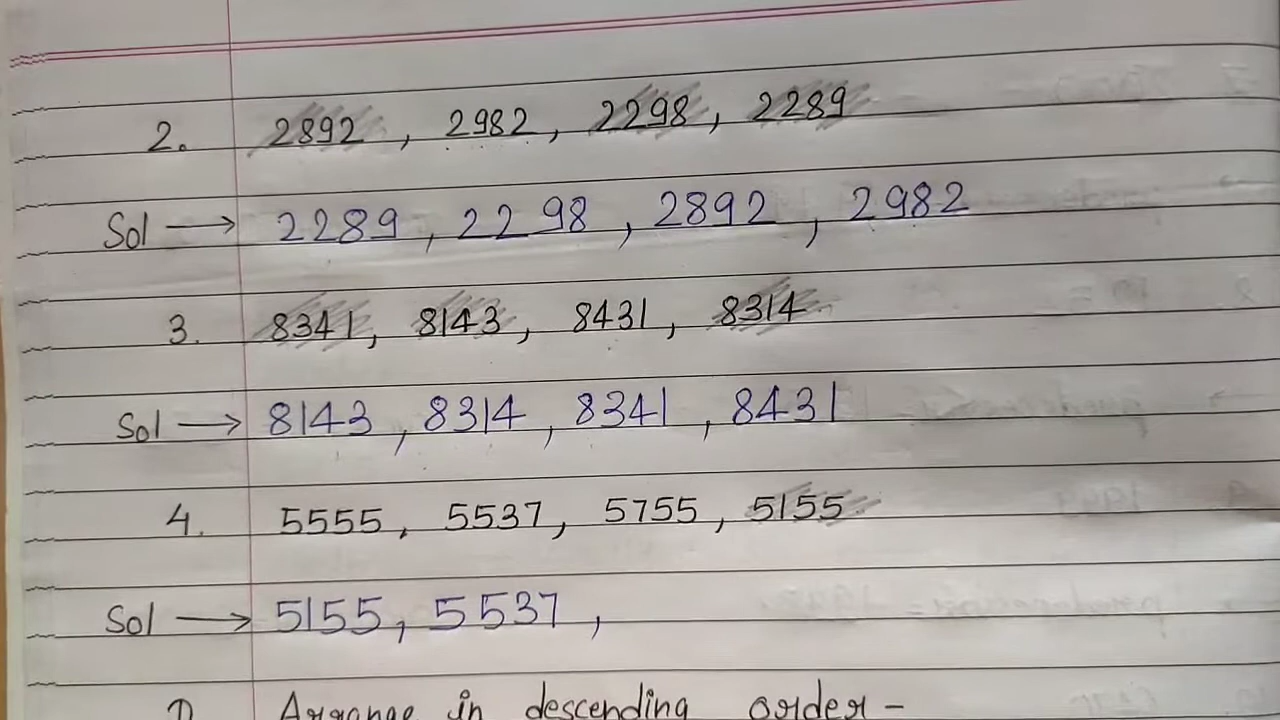 2. 2892, 2982, 2298, 2289
Sol → 2289, 2298, 2892, 2982
3. 8341, 8143, 8431, 8314
Sol → 8143, 8314, 8341, 8431
4. 5555, 5537, 5755, 5155
Sol → 5155, 5537,
Arrange in descending order -